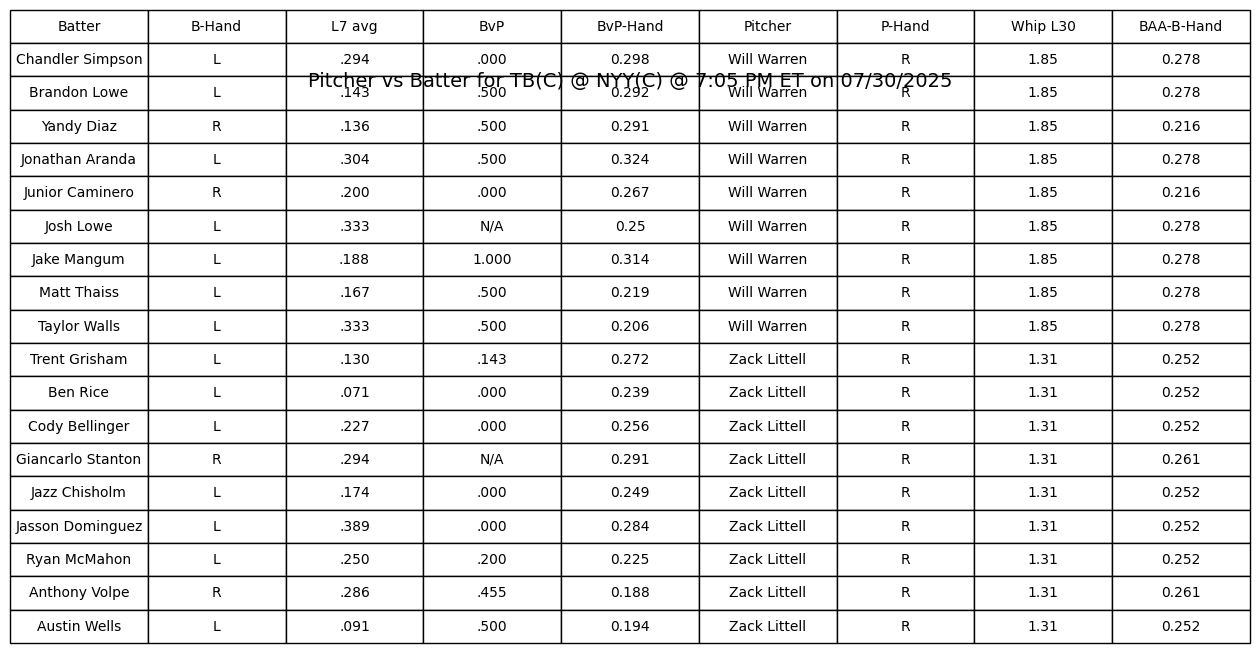 Batter B-Hand L7 avg BvP BvP-Hand Pitcher P-Hand Whip L30 BAA-B-Hand
Chandler Simpson L .294 .000 0.298 Will Warren R 1.85 0.278
Pitcher vs Batter for TB(C) @ NYY(C) @ 7:05 PM ET on 07/30/2025
Brandon Lowe L .143 .500 0.292 Will Warren R 1.85 0.278
Yandy Diaz R .136 .500 0.291 Will Warren R 1.85 0.216
Jonathan Aranda L .304 .500 0.324 Will Warren R 1.85 0.278
Junior Caminero R .200 .000 0.267 Will Warren R 1.85 0.216
Josh Lowe L .333 N/A 0.25 Will Warren R 1.85 0.278
Jake Mangum L .188 1.000 0.314 Will Warren R 1.85 0.278
Matt Thaiss L .167 .500 0.219 Will Warren R 1.85 0.278
Taylor Walls L .333 .500 0.206 Will Warren R 1.85 0.278
Trent Grisham L .130 .143 0.272 Zack Littell R 1.31 0.252
Ben Rice L .071 .000 0.239 Zack Littell R 1.31 0.252
Cody Bellinger L .227 .000 0.256 Zack Littell R 1.31 0.252
Giancarlo Stanton R .294 N/A 0.291 Zack Littell R 1.31 0.261
Jazz Chisholm L .174 .000 0.249 Zack Littell R 1.31 0.252
Jasson Dominguez L .389 .000 0.284 Zack Littell R 1.31 0.252
Ryan McMahon L .250 .200 0.225 Zack Littell R 1.31 0.252
Anthony Volpe R .286 .455 0.188 Zack Littell R 1.31 0.261
Austin Wells L .091 .500 0.194 Zack Littell R 1.31 0.252